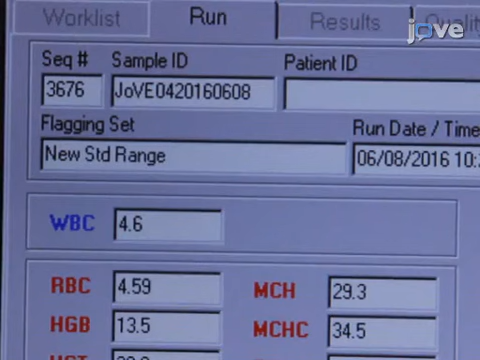 Worklist Run Results Quality
jove
Seq # Sample ID Patient ID
3676 JoVE0420160608
Flagging Set Run Date / Time
New Std Range 06/08/2016 10:
WBC 4.6
RBC 4.59 MCH 29.3
HGB 13.5 MCHC 34.5